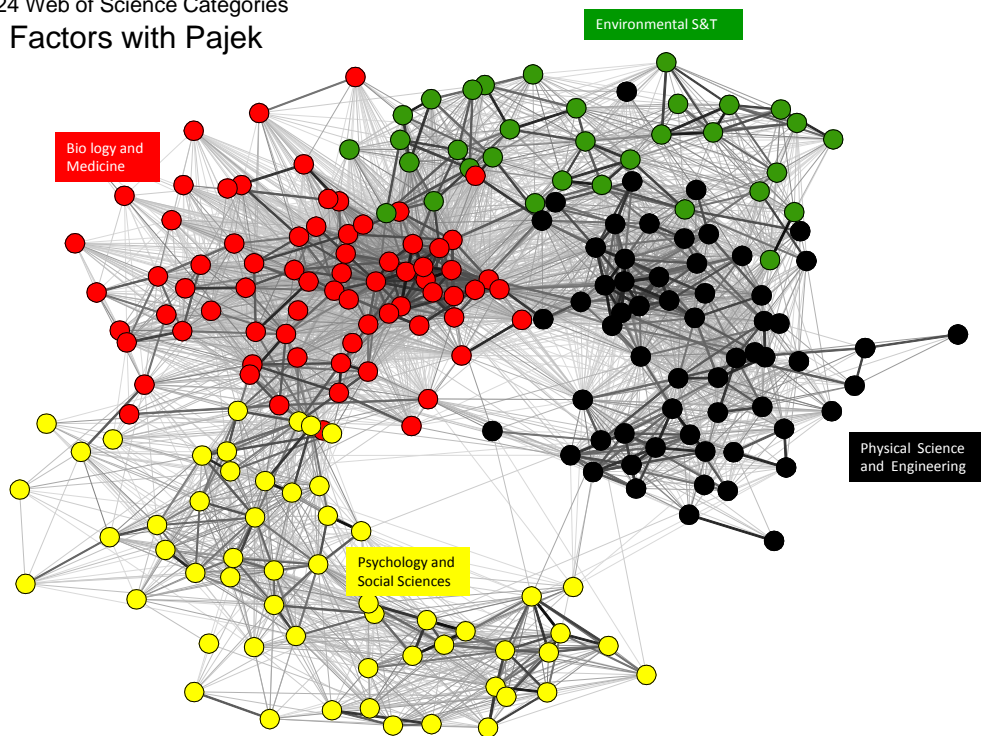 24 Web of Science Categories
Factors with Pajek
Environmental S&T
Bio logy and
Medicine
Physical Science
and Engineering
Psychology and
Social Sciences